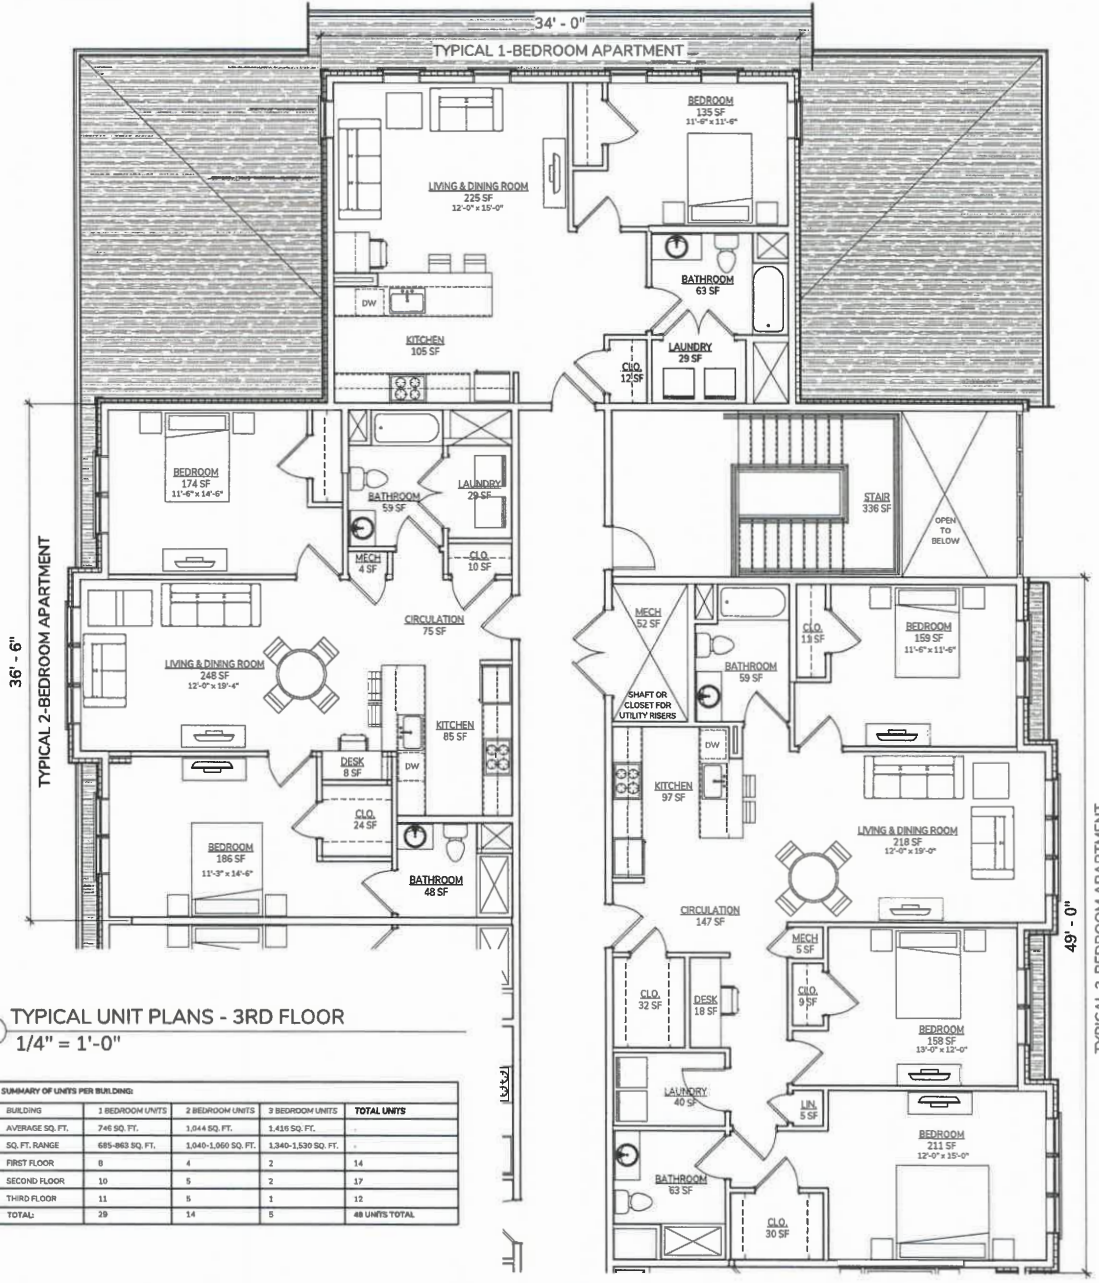 34' - 0"
TYPICAL 1-BEDROOM APARTMENT
BEDROOM
135 SF
11'-6" x 11'-6"
LIVING & DINING ROOM
225 SF
12'-0" x 15'-0"
BATHROOM
63 SF
DW
KITCHEN
105 SF
LAUNDRY
29 SF
CLO.
12 SF
TYPICAL 2-BEDROOM APARTMENT
36' - 6"
BEDROOM
174 SF
11'-6" x 14'-6"
BATHROOM
59 SF
LAUNDRY
29 SF
MECH
4 SF
CLO.
10 SF
CIRCULATION
75 SF
LIVING & DINING ROOM
248 SF
12'-0" x 19'-4"
KITCHEN
85 SF
DW
DESK
8 SF
CLO.
24 SF
BEDROOM
186 SF
11'-3" x 14'-6"
BATHROOM
48 SF
STAIR
336 SF
OPEN
TO
BELOW
MECH
52 SF
SHAFT OR
CLOSET FOR
UTILITY RISERS
BATHROOM
59 SF
CLO.
11 SF
BEDROOM
159 SF
11'-6" x 11'-6"
DW
KITCHEN
97 SF
LIVING & DINING ROOM
218 SF
12'-0" x 19'-0"
CIRCULATION
147 SF
MECH
5 SF
CLO.
32 SF
DESK
18 SF
CLO.
9 SF
BEDROOM
158 SF
13'-0" x 12'-0"
LAUNDRY
40 SF
LIN.
5 SF
BEDROOM
211 SF
12'-0" x 15'-0"
BATHROOM
63 SF
CLO.
30 SF
49' - 0"
BEDROOM APARTMENT
TYPICAL UNIT PLANS - 3RD FLOOR
1/4" = 1'-0"
SUMMARY OF UNITS PER BUILDING:
BUILDING 1 BEDROOM UNITS 2 BEDROOM UNITS 3 BEDROOM UNITS TOTAL UNITS
AVERAGE SQ. FT. 746 SQ. FT. 1,044 SQ. FT. 1,416 SQ. FT. -
SQ. FT. RANGE 685-863 SQ. FT. 1,040-1,060 SQ. FT. 1,340-1,530 SQ. FT. -
FIRST FLOOR 8 4 2 14
SECOND FLOOR 10 5 2 17
THIRD FLOOR 11 5 1 12
TOTAL: 29 14 5 48 UNITS TOTAL